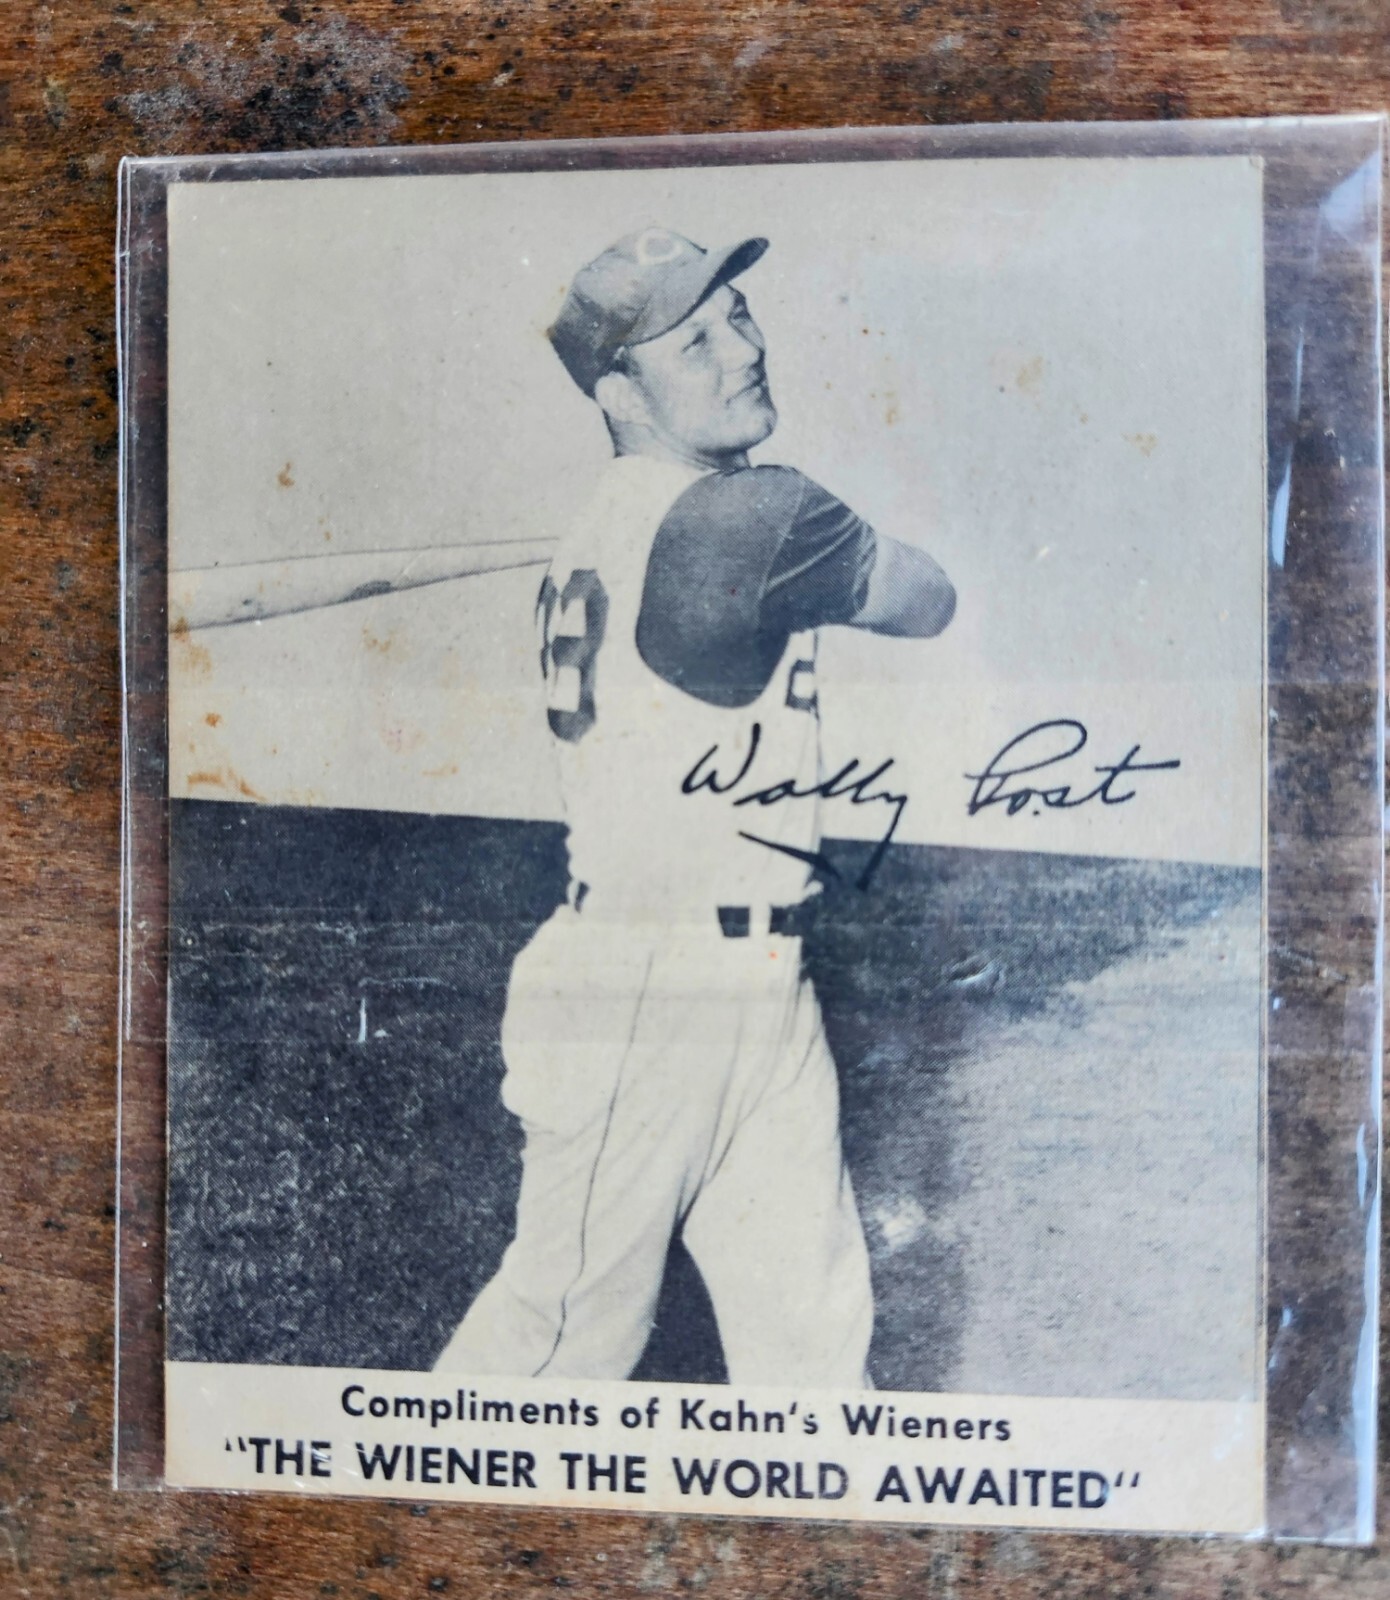 C
Wally Post
Compliments of Kahn's Wieners
"THE WIENER THE WORLD AWAITED"